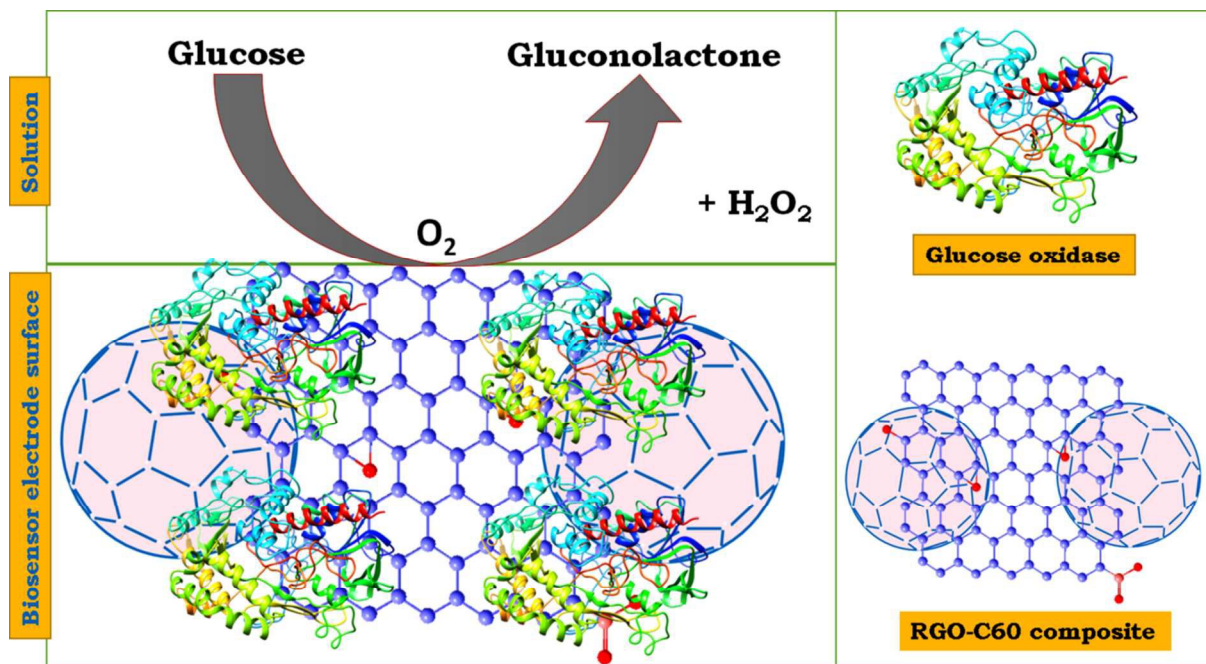 Solution
Glucose
Gluconolactone
+ H₂O₂
O₂
Biosensor electrode surface
Glucose oxidase
RGO-C60 composite